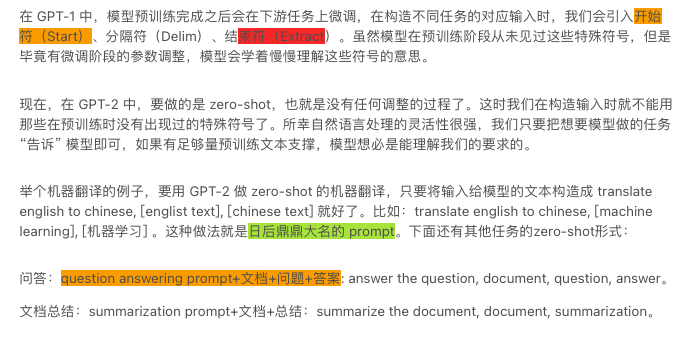 在 GPT-1 中，模型预训练完成之后会在下游任务上微调，在构造不同任务的对应输入时，我们会引入开始
符（Start）、分隔符（Delim）、结束符（Extract）。虽然模型在预训练阶段从未见过这些特殊符号，但是
毕竟有微调阶段的参数调整，模型会学着慢慢理解这些符号的意思。
现在，在 GPT-2 中，要做的是 zero-shot，也就是没有任何调整的过程了。这时我们在构造输入时就不能用
那些在预训练时没有出现过的特殊符号了。所幸自然语言处理的灵活性很强，我们只要把想要模型做的任务
“告诉” 模型即可，如果有足够量预训练文本支撑，模型想必是能理解我们的要求的。
举个机器翻译的例子，要用 GPT-2 做 zero-shot 的机器翻译，只要将输入给模型的文本构造成 translate
english to chinese, [englist text], [chinese text] 就好了。比如：translate english to chinese, [machine
learning], [机器学习] 。这种做法就是日后鼎鼎大名的 prompt。下面还有其他任务的zero-shot形式：
问答：question answering prompt+文档+问题+答案: answer the question, document, question, answer。
文档总结：summarization prompt+文档+总结：summarize the document, document, summarization。